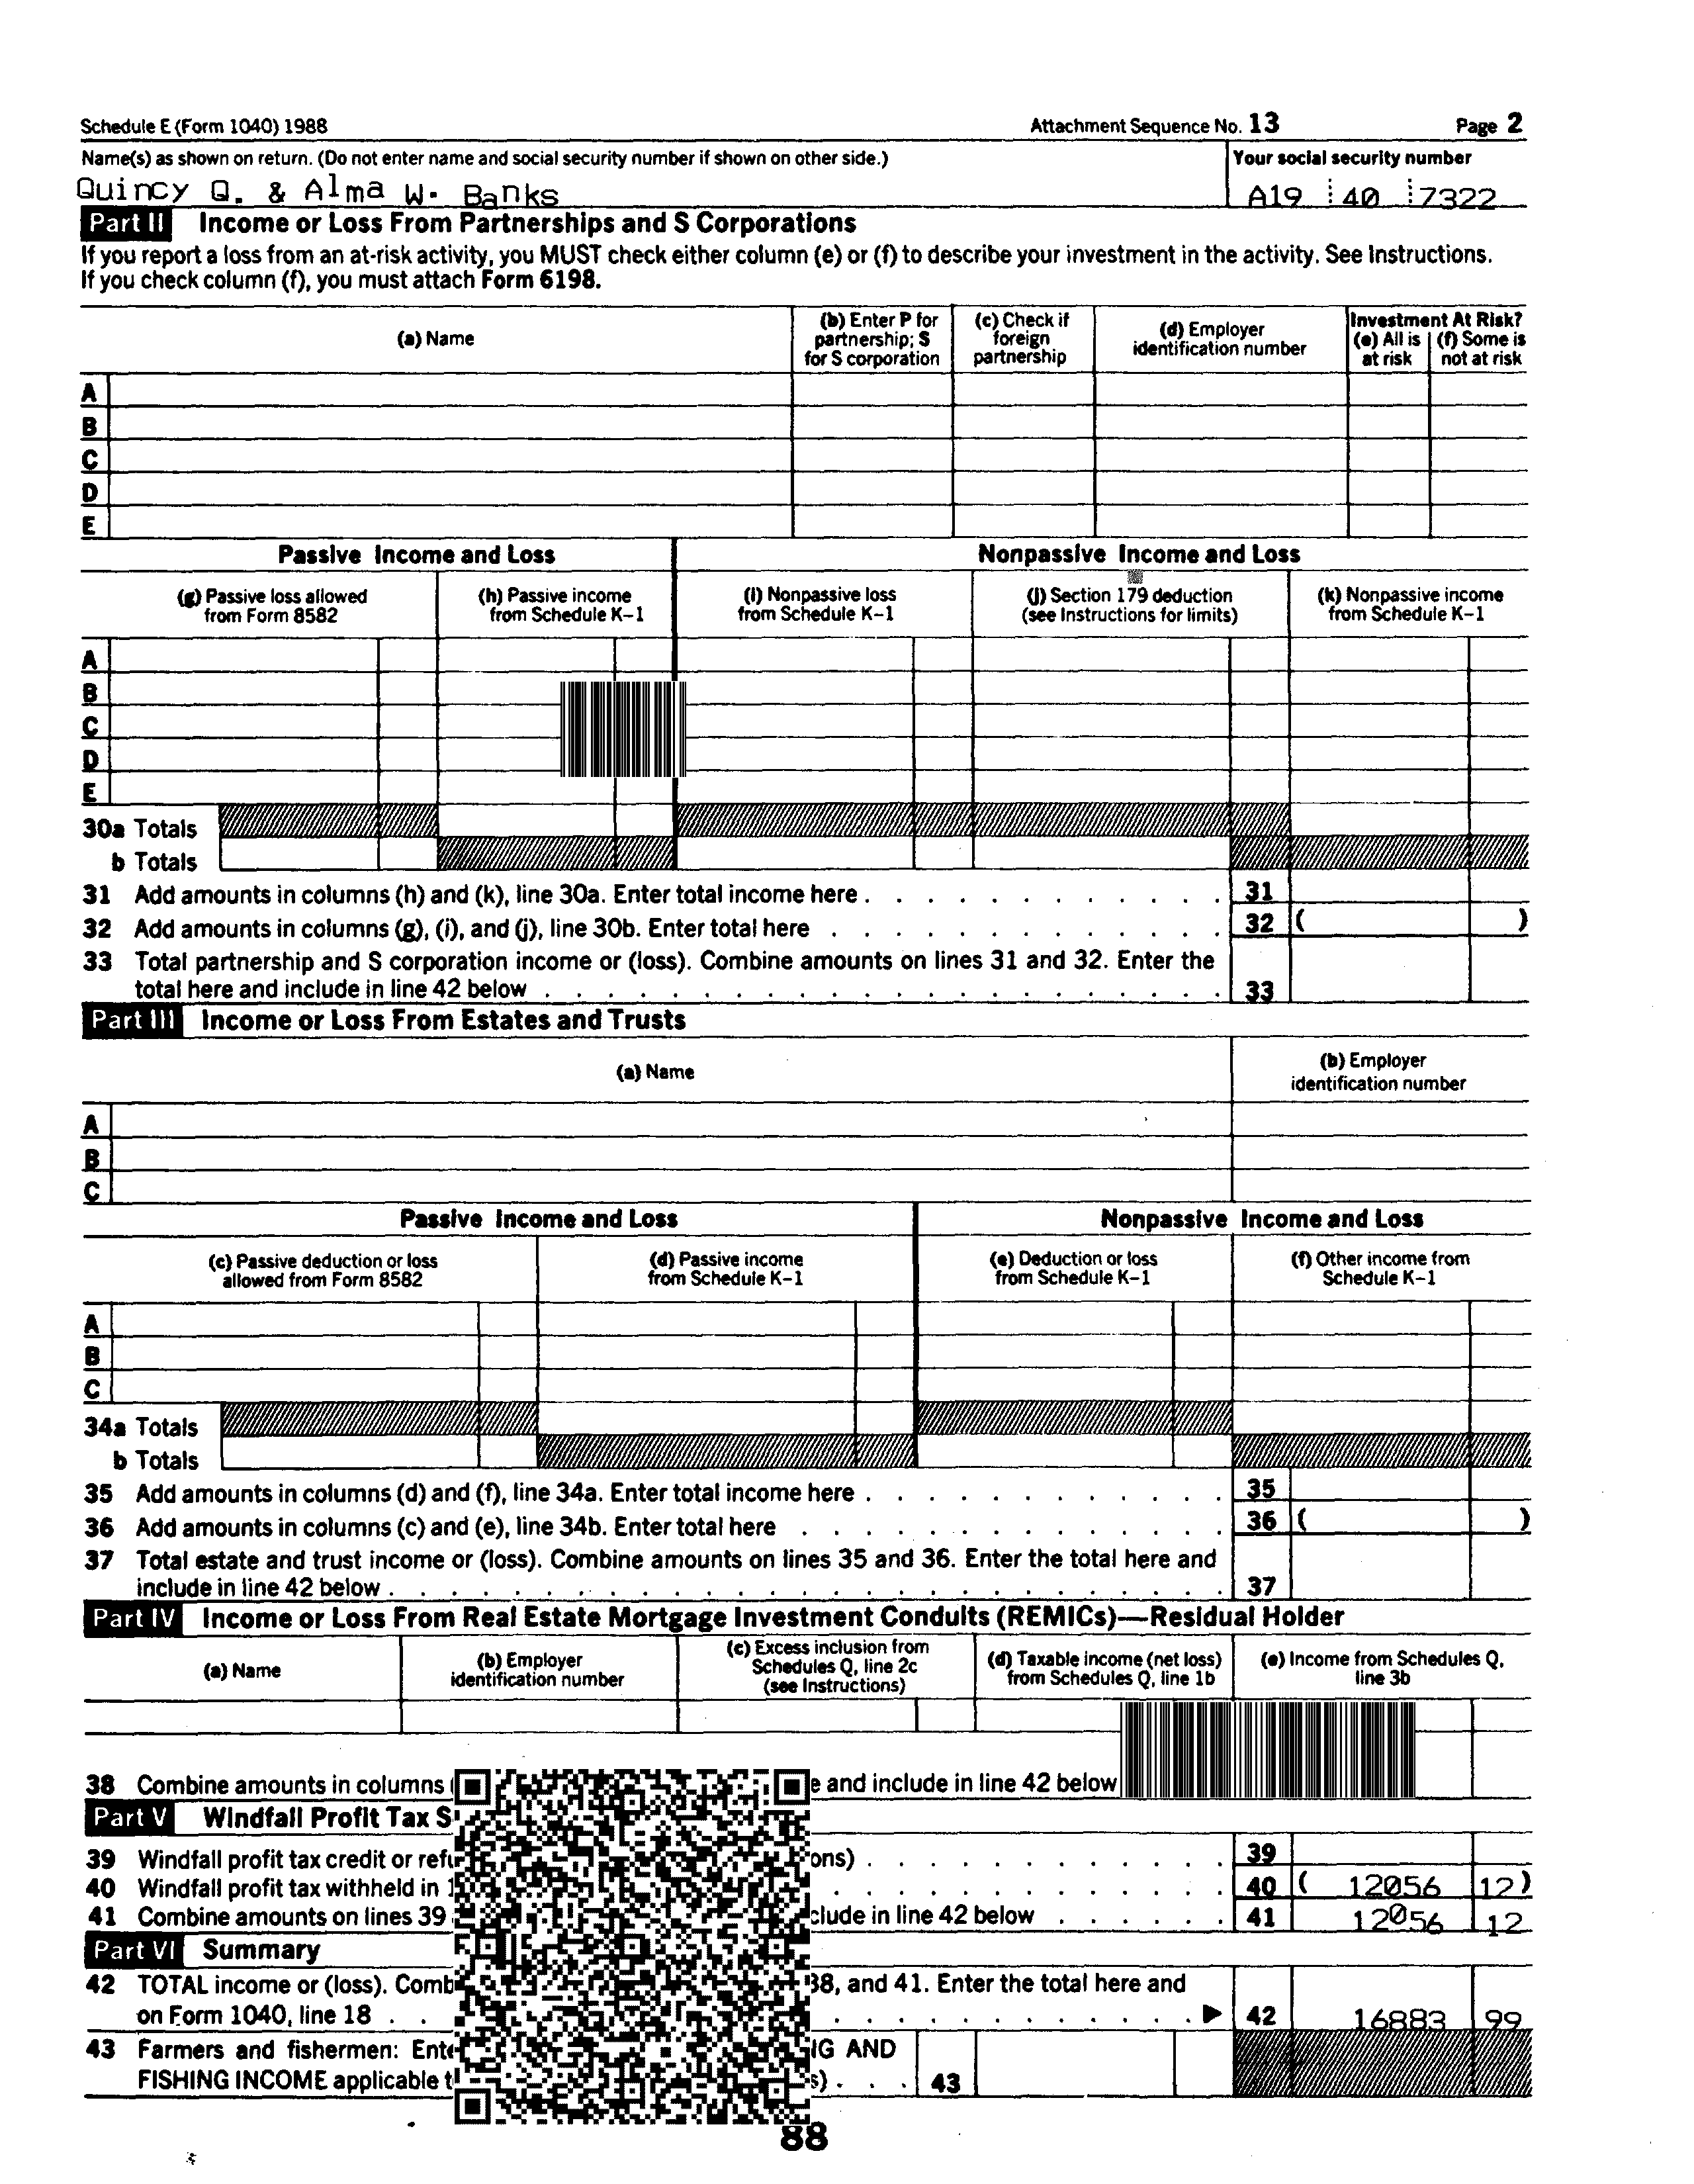 Schedule E (Form 1040) 1988 Attachment Sequence No. 13 Page 2
Name(s) as shown on return. (Do not enter name and social security number if shown on other side.) Your social security number
Quincy Q. & Alma W. Banks A19 40 7322
Part II Income or Loss From Partnerships and S Corporations
If you report a loss from an at-risk activity, you MUST check either column (e) or (f) to describe your investment in the activity. See Instructions.
If you check column (f), you must attach Form 6198.
(a) Name
(b) Enter P for partnership; S for S corporation
(c) Check if foreign partnership
(d) Employer identification number
Investment At Risk?
(e) All is at risk
(f) Some is not at risk
A
B
C
D
E
Passive Income and Loss Nonpassive Income and Loss
(g) Passive loss allowed from Form 8582
(h) Passive income from Schedule K-1
(i) Nonpassive loss from Schedule K-1
(j) Section 179 deduction (see Instructions for limits)
(k) Nonpassive income from Schedule K-1
A
B
C
D
E
30a Totals
b Totals
31 Add amounts in columns (h) and (k), line 30a. Enter total income here . 31
32 Add amounts in columns (g), (i), and (j), line 30b. Enter total here . 32 ( )
33 Total partnership and S corporation income or (loss). Combine amounts on lines 31 and 32. Enter the
total here and include in line 42 below . 33
Part III Income or Loss From Estates and Trusts
(a) Name
(b) Employer identification number
A
B
C
Passive Income and Loss Nonpassive Income and Loss
(c) Passive deduction or loss allowed from Form 8582
(d) Passive income from Schedule K-1
(e) Deduction or loss from Schedule K-1
(f) Other income from Schedule K-1
A
B
C
34a Totals
b Totals
35 Add amounts in columns (d) and (f), line 34a. Enter total income here . 35
36 Add amounts in columns (c) and (e), line 34b. Enter total here . 36 ( )
37 Total estate and trust income or (loss). Combine amounts on lines 35 and 36. Enter the total here and
include in line 42 below . 37
Part IV Income or Loss From Real Estate Mortgage Investment Conduits (REMICs)—Residual Holder
(a) Name
(b) Employer identification number
(c) Excess inclusion from Schedules Q, line 2c (see Instructions)
(d) Taxable income (net loss) from Schedules Q, line 1b
(e) Income from Schedules Q, line 3b
38 Combine amounts in columns and include in line 42 below
Part V Windfall Profit Tax
39 Windfall profit tax credit or 39
40 Windfall profit tax withheld in 40 ( 12056 12 )
41 Combine amounts on lines 39 in line 42 below . 41 12056 12
Part VI Summary
42 TOTAL income or (loss). 38, and 41. Enter the total here and
on Form 1040, line 18 . 42 16883 99
43 Farmers and fishermen: AND
FISHING INCOME applicable 43
88